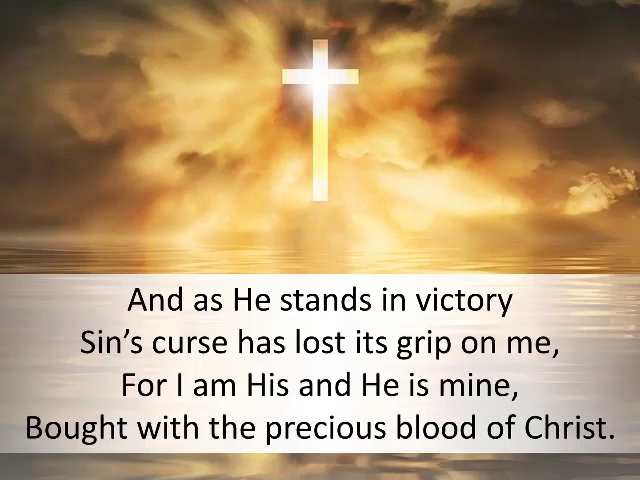 And as He stands in victory
Sin’s curse has lost its grip on me,
For I am His and He is mine,
Bought with the precious blood of Christ.